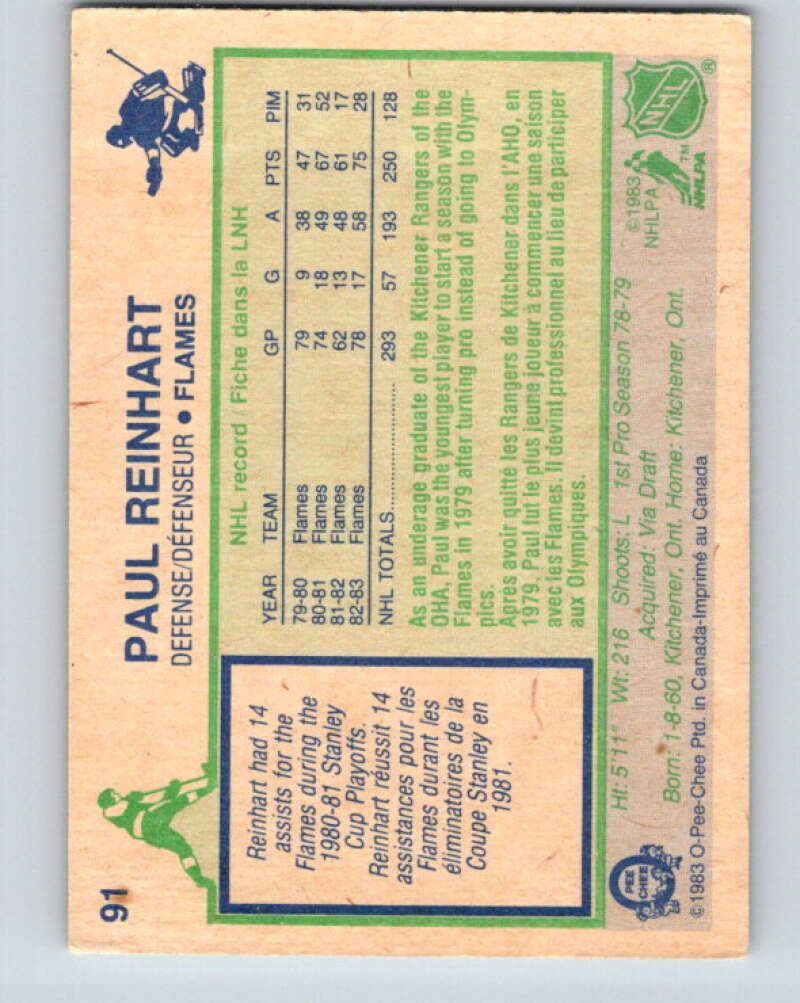 91
PAUL REINHART
DEFENSE/DÉFENSEUR • FLAMES
Reinhart had 14
assists for the
Flames during the
1980-81 Stanley
Cup Playoffs.
Reinhart réussit 14
assistances pour les
Flames durant les
éliminatoires de la
Coupe Stanley en
1981.
NHL record / Fiche dans la LNH
YEAR TEAM GP G A PTS PIM
79-80 Flames 79 9 38 47 31
80-81 Flames 74 18 49 67 52
81-82 Flames 62 13 48 61 17
82-83 Flames 78 17 58 75 28
NHL TOTALS.................... 293 57 193 250 128
As an underage graduate of the Kitchener Rangers of the
OHA, Paul was the youngest player to start a season with the
Flames in 1979 after turning pro instead of going to Olym-
pics.
Après avoir quitté les Rangers de Kitchener dans l'AHO, en
1979, Paul fut le plus jeune joueur à commencer une saison
avec les Flames. Il devint professionnel au lieu de participer
aux Olympiques.
Ht: 5'11" Wt: 216 Shoots: L 1st Pro Season 78-79
Acquired: Via Draft
Born: 1-8-60, Kitchener, Ont. Home: Kitchener, Ont.
©1983 O-Pee-Chee Ptd. in Canada-Imprimé au Canada
O
PEE
CHEE
©1983
NHLPA
TM
NHLPA
NHL
®